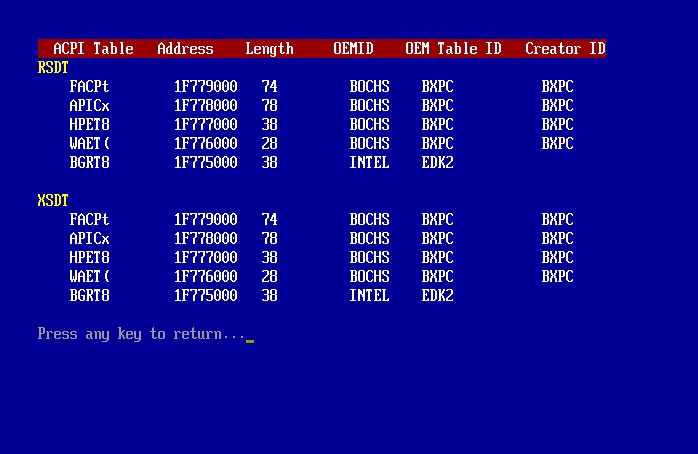 ACPI Table Address Length OEMID OEM Table ID Creator ID
RSDT
FACPt 1F779000 74 BOCHS BXPC BXPC
APICx 1F778000 78 BOCHS BXPC BXPC
HPET8 1F777000 38 BOCHS BXPC BXPC
WAET( 1F776000 28 BOCHS BXPC BXPC
BGRT8 1F775000 38 INTEL EDK2
XSDT
FACPt 1F779000 74 BOCHS BXPC BXPC
APICx 1F778000 78 BOCHS BXPC BXPC
HPET8 1F777000 38 BOCHS BXPC BXPC
WAET( 1F776000 28 BOCHS BXPC BXPC
BGRT8 1F775000 38 INTEL EDK2
Press any key to return..._